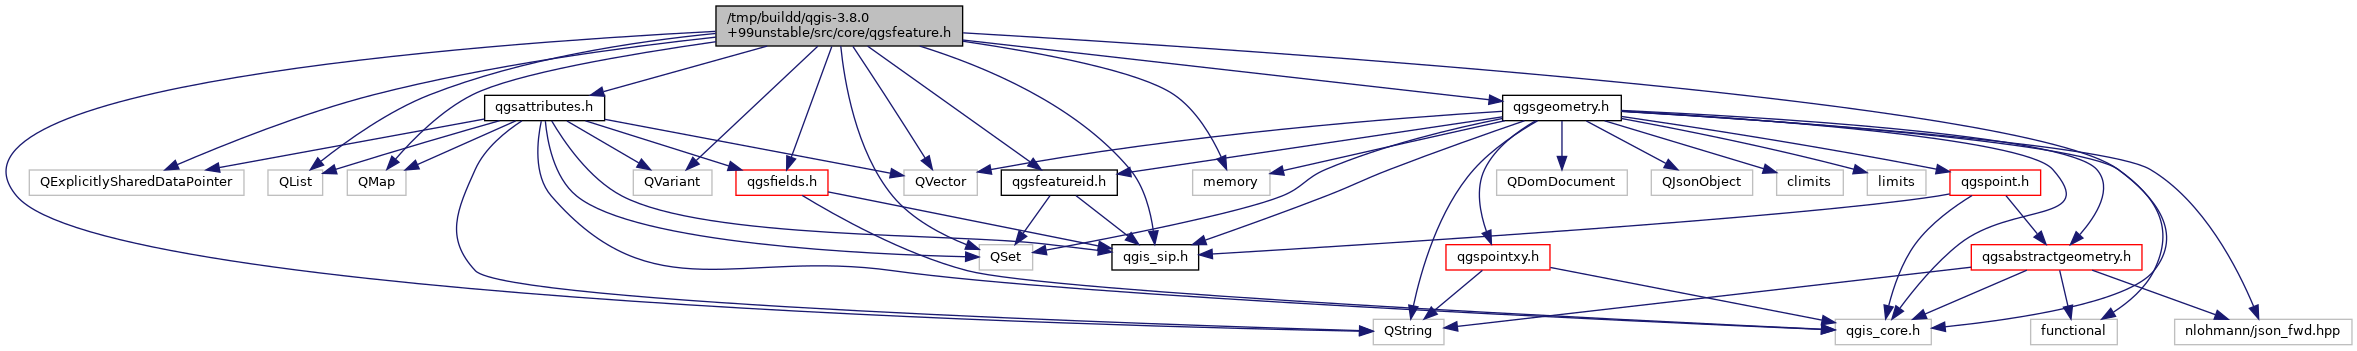 /tmp/buildd/qgis-3.8.0
+99unstable/src/core/qgsfeature.h
qgsattributes.h
qgsgeometry.h
QExplicitlySharedDataPointer
QList
QMap
QVariant
qgsfields.h
QVector
qgsfeatureid.h
memory
QDomDocument
QJsonObject
climits
limits
qgspoint.h
QSet
qgis_sip.h
qgspointxy.h
qgsabstractgeometry.h
QString
qgis_core.h
functional
nlohmann/json_fwd.hpp